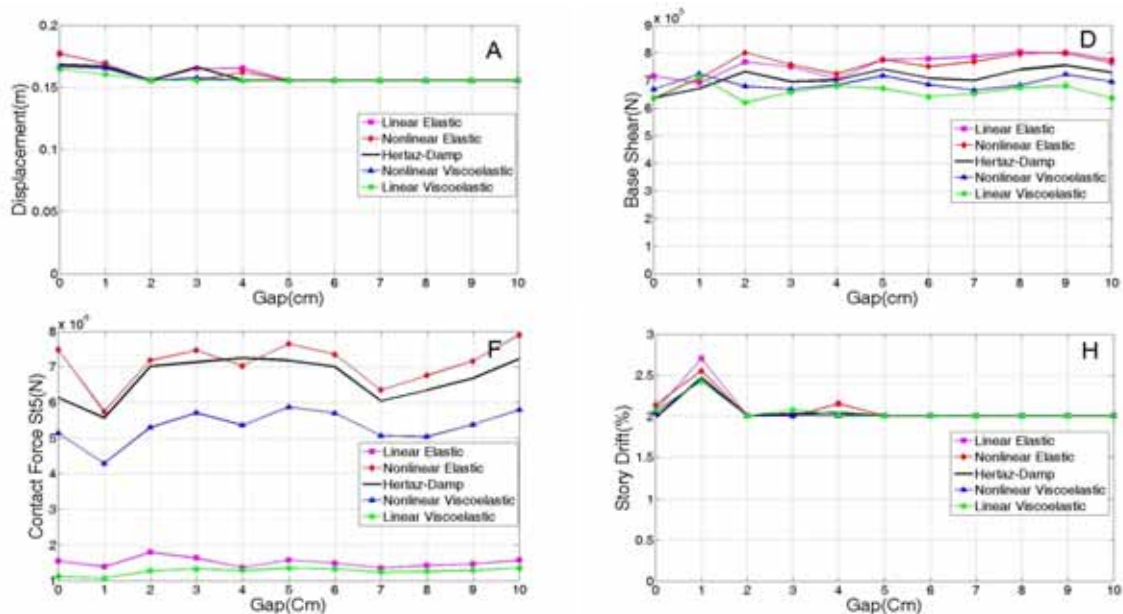 A
Displacement(m)
0.2
0.15
0.1
0.05
0
Linear Elastic
Nonlinear Elastic
Hertaz-Damp
Nonlinear Viscoelastic
Linear Viscoelastic
0 1 2 3 4 5 6 7 8 9 10
Gap(cm)
D
Base Shear(N)
9
8
7
6
5
4
3
2
1
0
Linear Elastic
Nonlinear Elastic
Hertaz-Damp
Nonlinear Viscoelastic
Linear Viscoelastic
0 1 2 3 4 5 6 7 8 9 10
Gap(cm)
F
Contact Force St5(N)
8
7
6
5
4
3
2
1
Linear Elastic
Nonlinear Elastic
Hertaz-Damp
Nonlinear Viscoelastic
Linear Viscoelastic
0 1 2 3 4 5 6 7 8 9 10
Gap(Cm)
H
Story Drift(%)
3
2.5
2
1.5
1
0.5
0
Linear Elastic
Nonlinear Elastic
Hertaz-Damp
Nonlinear Viscoelastic
Linear Viscoelastic
0 1 2 3 4 5 6 7 8 9 10
Gap(Cm)